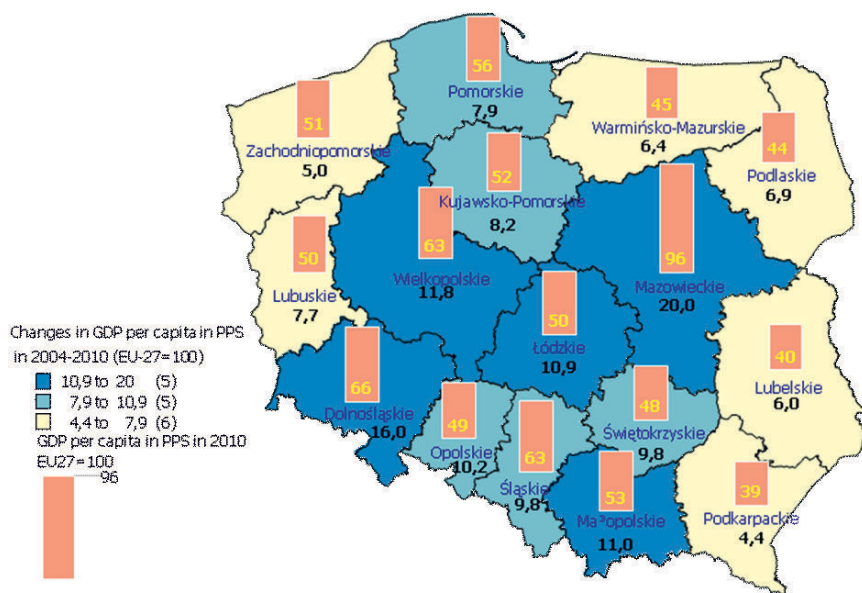 56
Pomorskie
7,9
51
Zachodniopomorskie
5,0
45
Warmińsko-Mazurskie
6,4
44
Podlaskie
6,9
52
Kujawsko-Pomorskie
8,2
63
Wielkopolskie
11,8
96
Mazowieckie
20,0
50
Lubuskie
7,7
50
Łódzkie
10,9
40
Lubelskie
6,0
66
Dolnośląskie
16,0
49
Opolskie
10,2
63
Śląskie
9,8
48
Świętokrzyskie
9,8
53
Ma³opolskie
11,0
39
Podkarpackie
4,4
Changes in GDP per capita in PPS
in 2004-2010 (EU-27=100)
10,9 to 20 (5)
7,9 to 10,9 (5)
4,4 to 7,9 (6)
GDP per capita in PPS in 2010
EU27=100
96